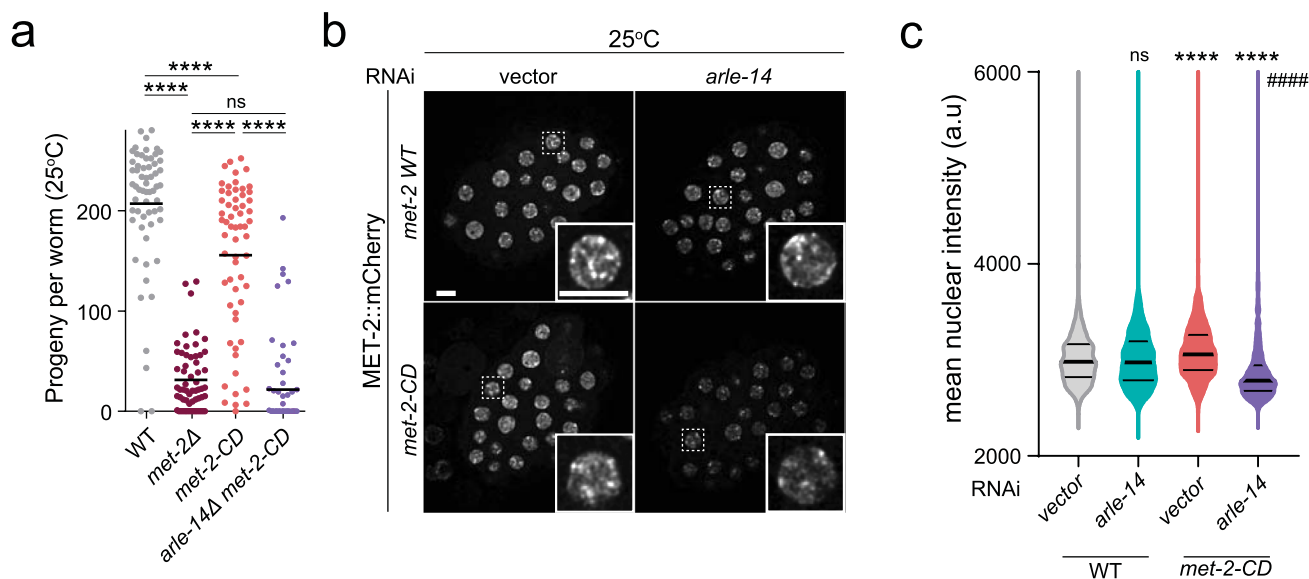 a
Progeny per worm (25°C)
****
****
ns
**** ****
200
100
0
WT
met-2Δ
met-2-CD
arle-14Δ met-2-CD
b
25°C
RNAi
vector
arle-14
MET-2::mCherry
met-2 WT
met-2-CD
c
mean nuclear intensity (a.u)
ns
****
****
####
6000
4000
2000
RNAi
vector
arle-14
vector
arle-14
WT
met-2-CD